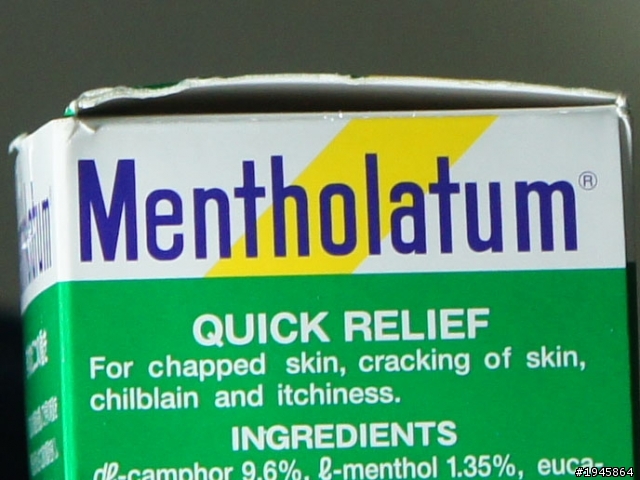 Mentholatum®
QUICK RELIEF
For chapped skin, cracking of skin,
chilblain and itchiness.
INGREDIENTS
dℓ-camphor 9.6%, ℓ-menthol 1.35%, euca-
#1945864